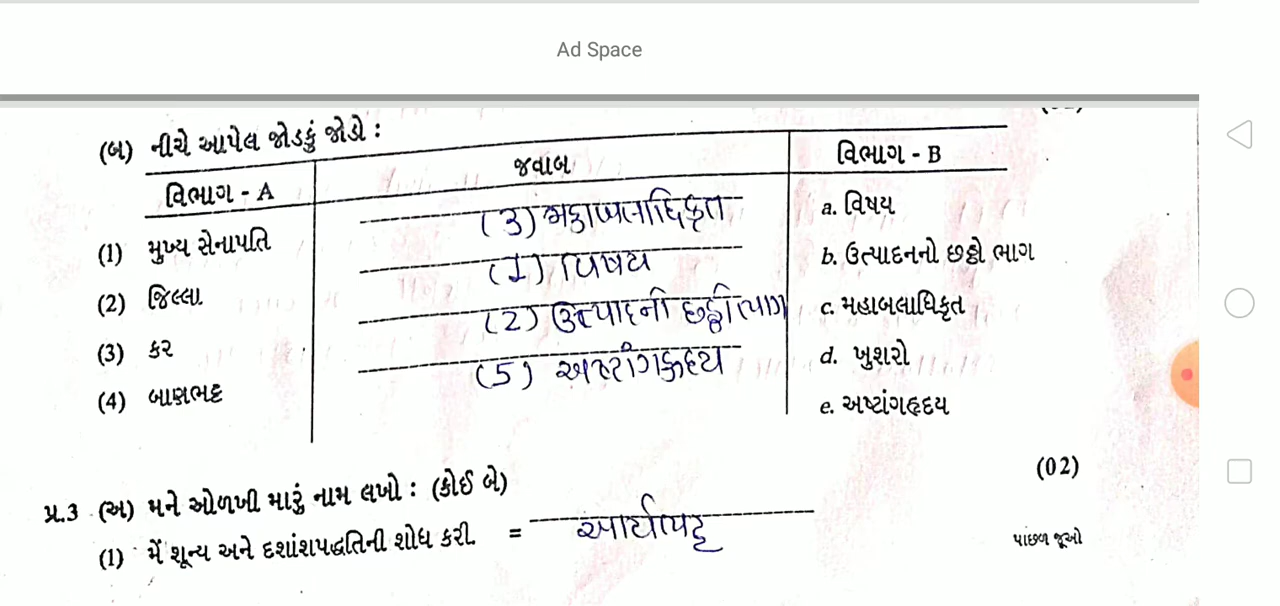 Ad Space
(બ) નીચે આપેલ જોડકું જોડો :
વિભાગ - A જવાબ વિભાગ - B
(1) મુખ્ય સેનાપતિ (3) મહાબલાધિકૃત a. વિષય
(2) જિલ્લા (1) વિષય b. ઉત્પાદનનો છઠ્ઠો ભાગ
(3) કર (2) ઉત્પાદની છઠ્ઠીભાગ c. મહાબલાધિકૃત
(4) બાણભટ્ટ (5) અષ્ટાંગહૃદય d. ખુશરો
e. અષ્ટાંગહૃદય
(02)
પ્ર.3 (અ) મને ઓળખી મારું નામ લખો : (કોઈ બે)
(1) મેં શૂન્ય અને દશાંશપદ્ધતિની શોધ કરી. = આર્યભટ્ટ
પાછળ જૂઓ